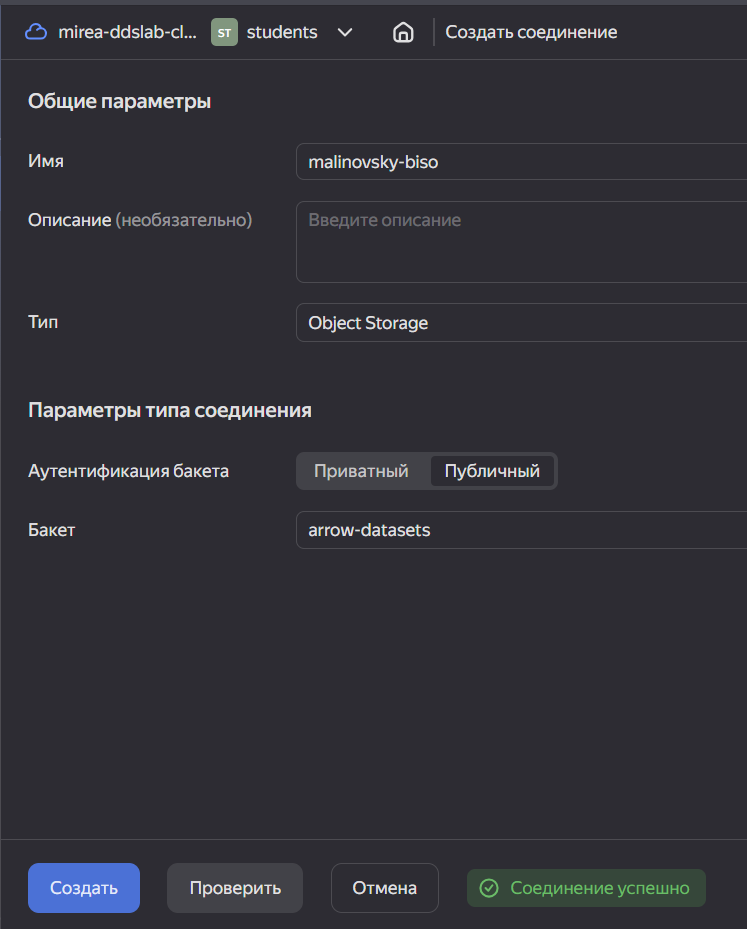 mirea-ddslab-cl... ST students Создать соединение
Общие параметры
Имя malinovsky-biso
Описание (необязательно) Введите описание
Тип Object Storage
Параметры типа соединения
Аутентификация бакета Приватный Публичный
Бакет arrow-datasets
Создать Проверить Отмена Соединение успешно